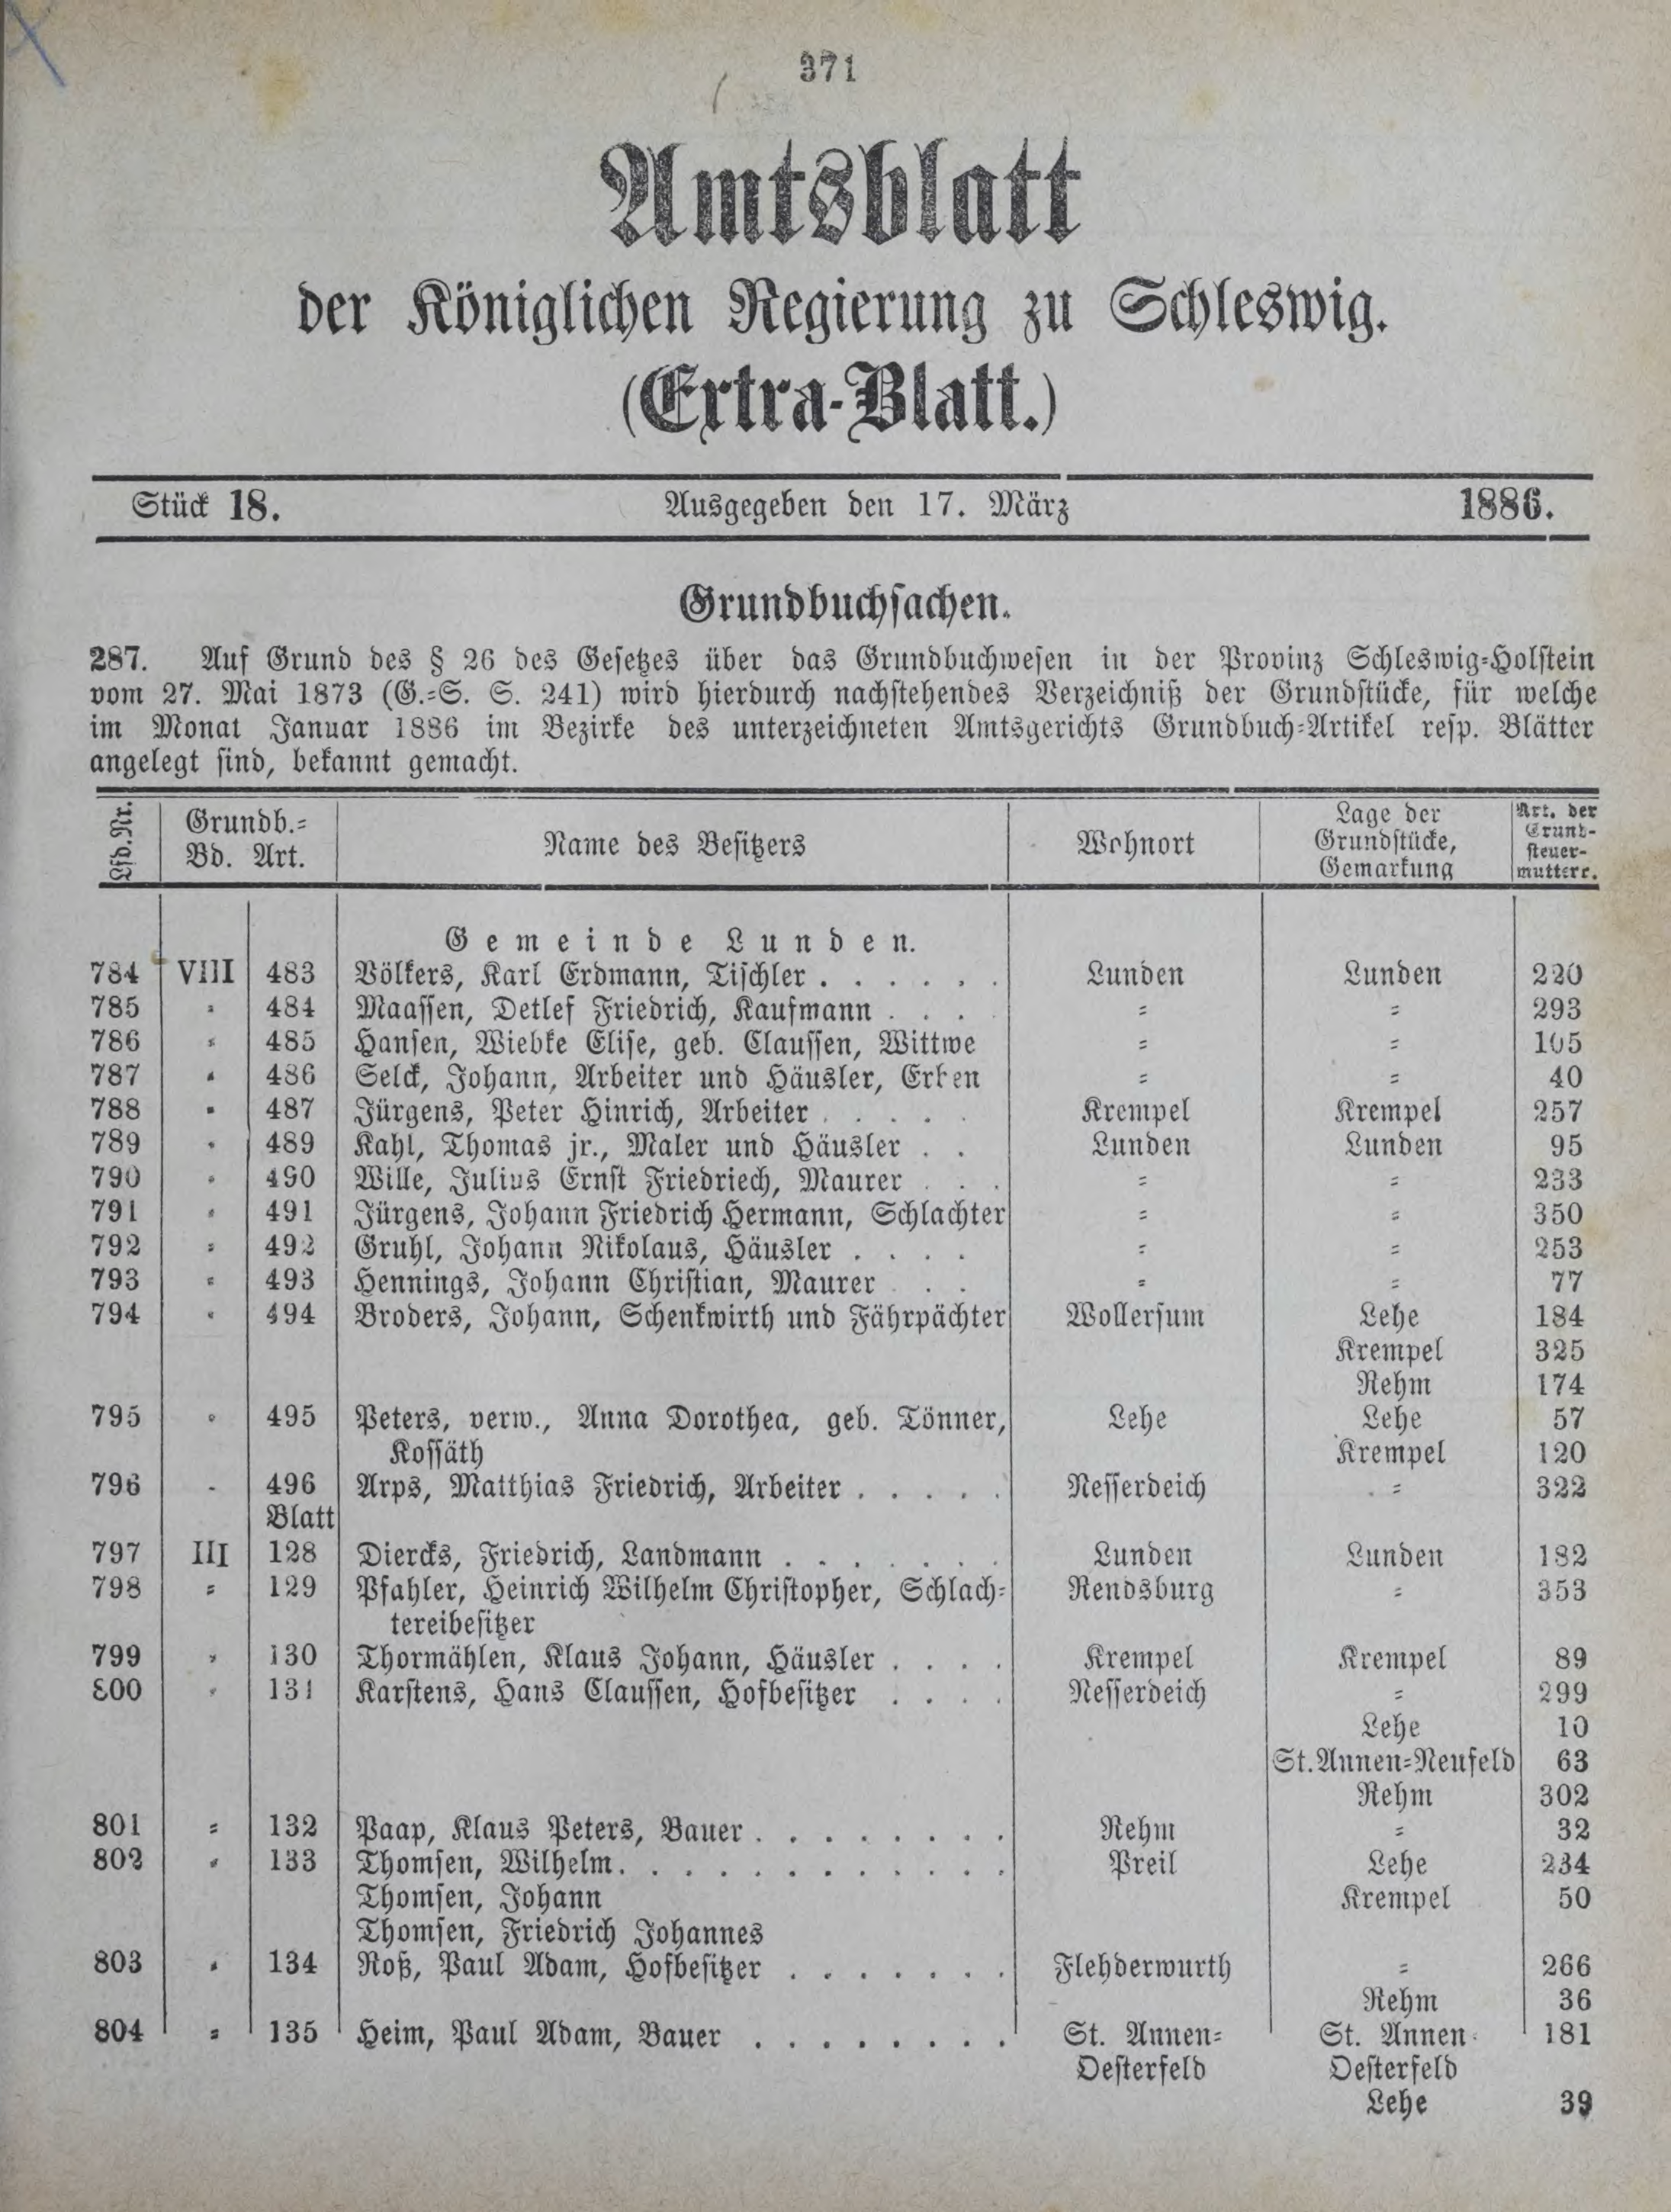 371
Amtsblatt
der Königlichen Regierung zu Schleswig.
(Extra-Blatt.)
Stück 18. Ausgegeben den 17. März 1886.
Grundbuchsachen.
287. Auf Grund des § 26 des Gesetzes über das Grundbuchwesen in der Provinz Schleswig=Holstein
vom 27. Mai 1873 (G.=S. S. 241) wird hierdurch nachstehendes Verzeichniß der Grundstücke, für welche
im Monat Januar 1886 im Bezirke des unterzeichneten Amtsgerichts Grundbuch=Artikel resp. Blätter
angelegt sind, bekannt gemacht.
Lfd.Nr. Grundb.= Bd. Art. Name des Besitzers Wohnort Lage der Grundstücke, Gemarkung Art. der Grund- steuer- mutterr.
Gemeinde Lunden.
784 VIII 483 Völkers, Karl Erdmann, Tischler . . . . . . Lunden Lunden 220
785 = 484 Maassen, Detlef Friedrich, Kaufmann . . . = = 293
786 = 485 Hansen, Wiebke Elise, geb. Claussen, Wittwe = = 105
787 = 486 Selck, Johann, Arbeiter und Häusler, Erben = = 40
788 = 487 Jürgens, Peter Hinrich, Arbeiter . . . . . Krempel Krempel 257
789 = 489 Kahl, Thomas jr., Maler und Häusler . . Lunden Lunden 95
790 = 490 Wille, Julius Ernst Friedriech, Maurer . . . = = 233
791 = 491 Jürgens, Johann Friedrich Hermann, Schlachter = = 350
792 = 492 Gruhl, Johann Nikolaus, Häusler . . . . = = 253
793 = 493 Hennings, Johann Christian, Maurer . . = = 77
794 = 494 Broders, Johann, Schenkwirth und Fährpächter Wollersum Lehe 184
Krempel 325
Rehm 174
795 = 495 Peters, verw., Anna Dorothea, geb. Tönner, Lehe Lehe 57
Kossäth Krempel 120
796 = 496 Arps, Matthias Friedrich, Arbeiter . . . . . Nesserdeich = 322
Blatt
797 III 128 Diercks, Friedrich, Landmann . . . . . . . Lunden Lunden 182
798 = 129 Pfahler, Heinrich Wilhelm Christopher, Schlach= Rendsburg = 353
tereibesitzer
799 = 130 Thormählen, Klaus Johann, Häusler . . . . Krempel Krempel 89
800 = 131 Karstens, Hans Claussen, Hofbesitzer . . . . Nesserdeich = 299
Lehe 10
St. Annen=Neufeld 63
Rehm 302
801 = 132 Paap, Klaus Peters, Bauer . . . . . . . . Rehm = 32
802 = 133 Thomsen, Wilhelm. . . . . . . . . . . . Preil Lehe 234
Thomsen, Johann Krempel 50
Thomsen, Friedrich Johannes
803 = 134 Roß, Paul Adam, Hofbesitzer . . . . . . . Flehderwurth = 266
Rehm 36
804 = 135 Heim, Paul Adam, Bauer . . . . . . . . St. Annen= St. Annen= 181
Oesterfeld Oesterfeld
Lehe 39